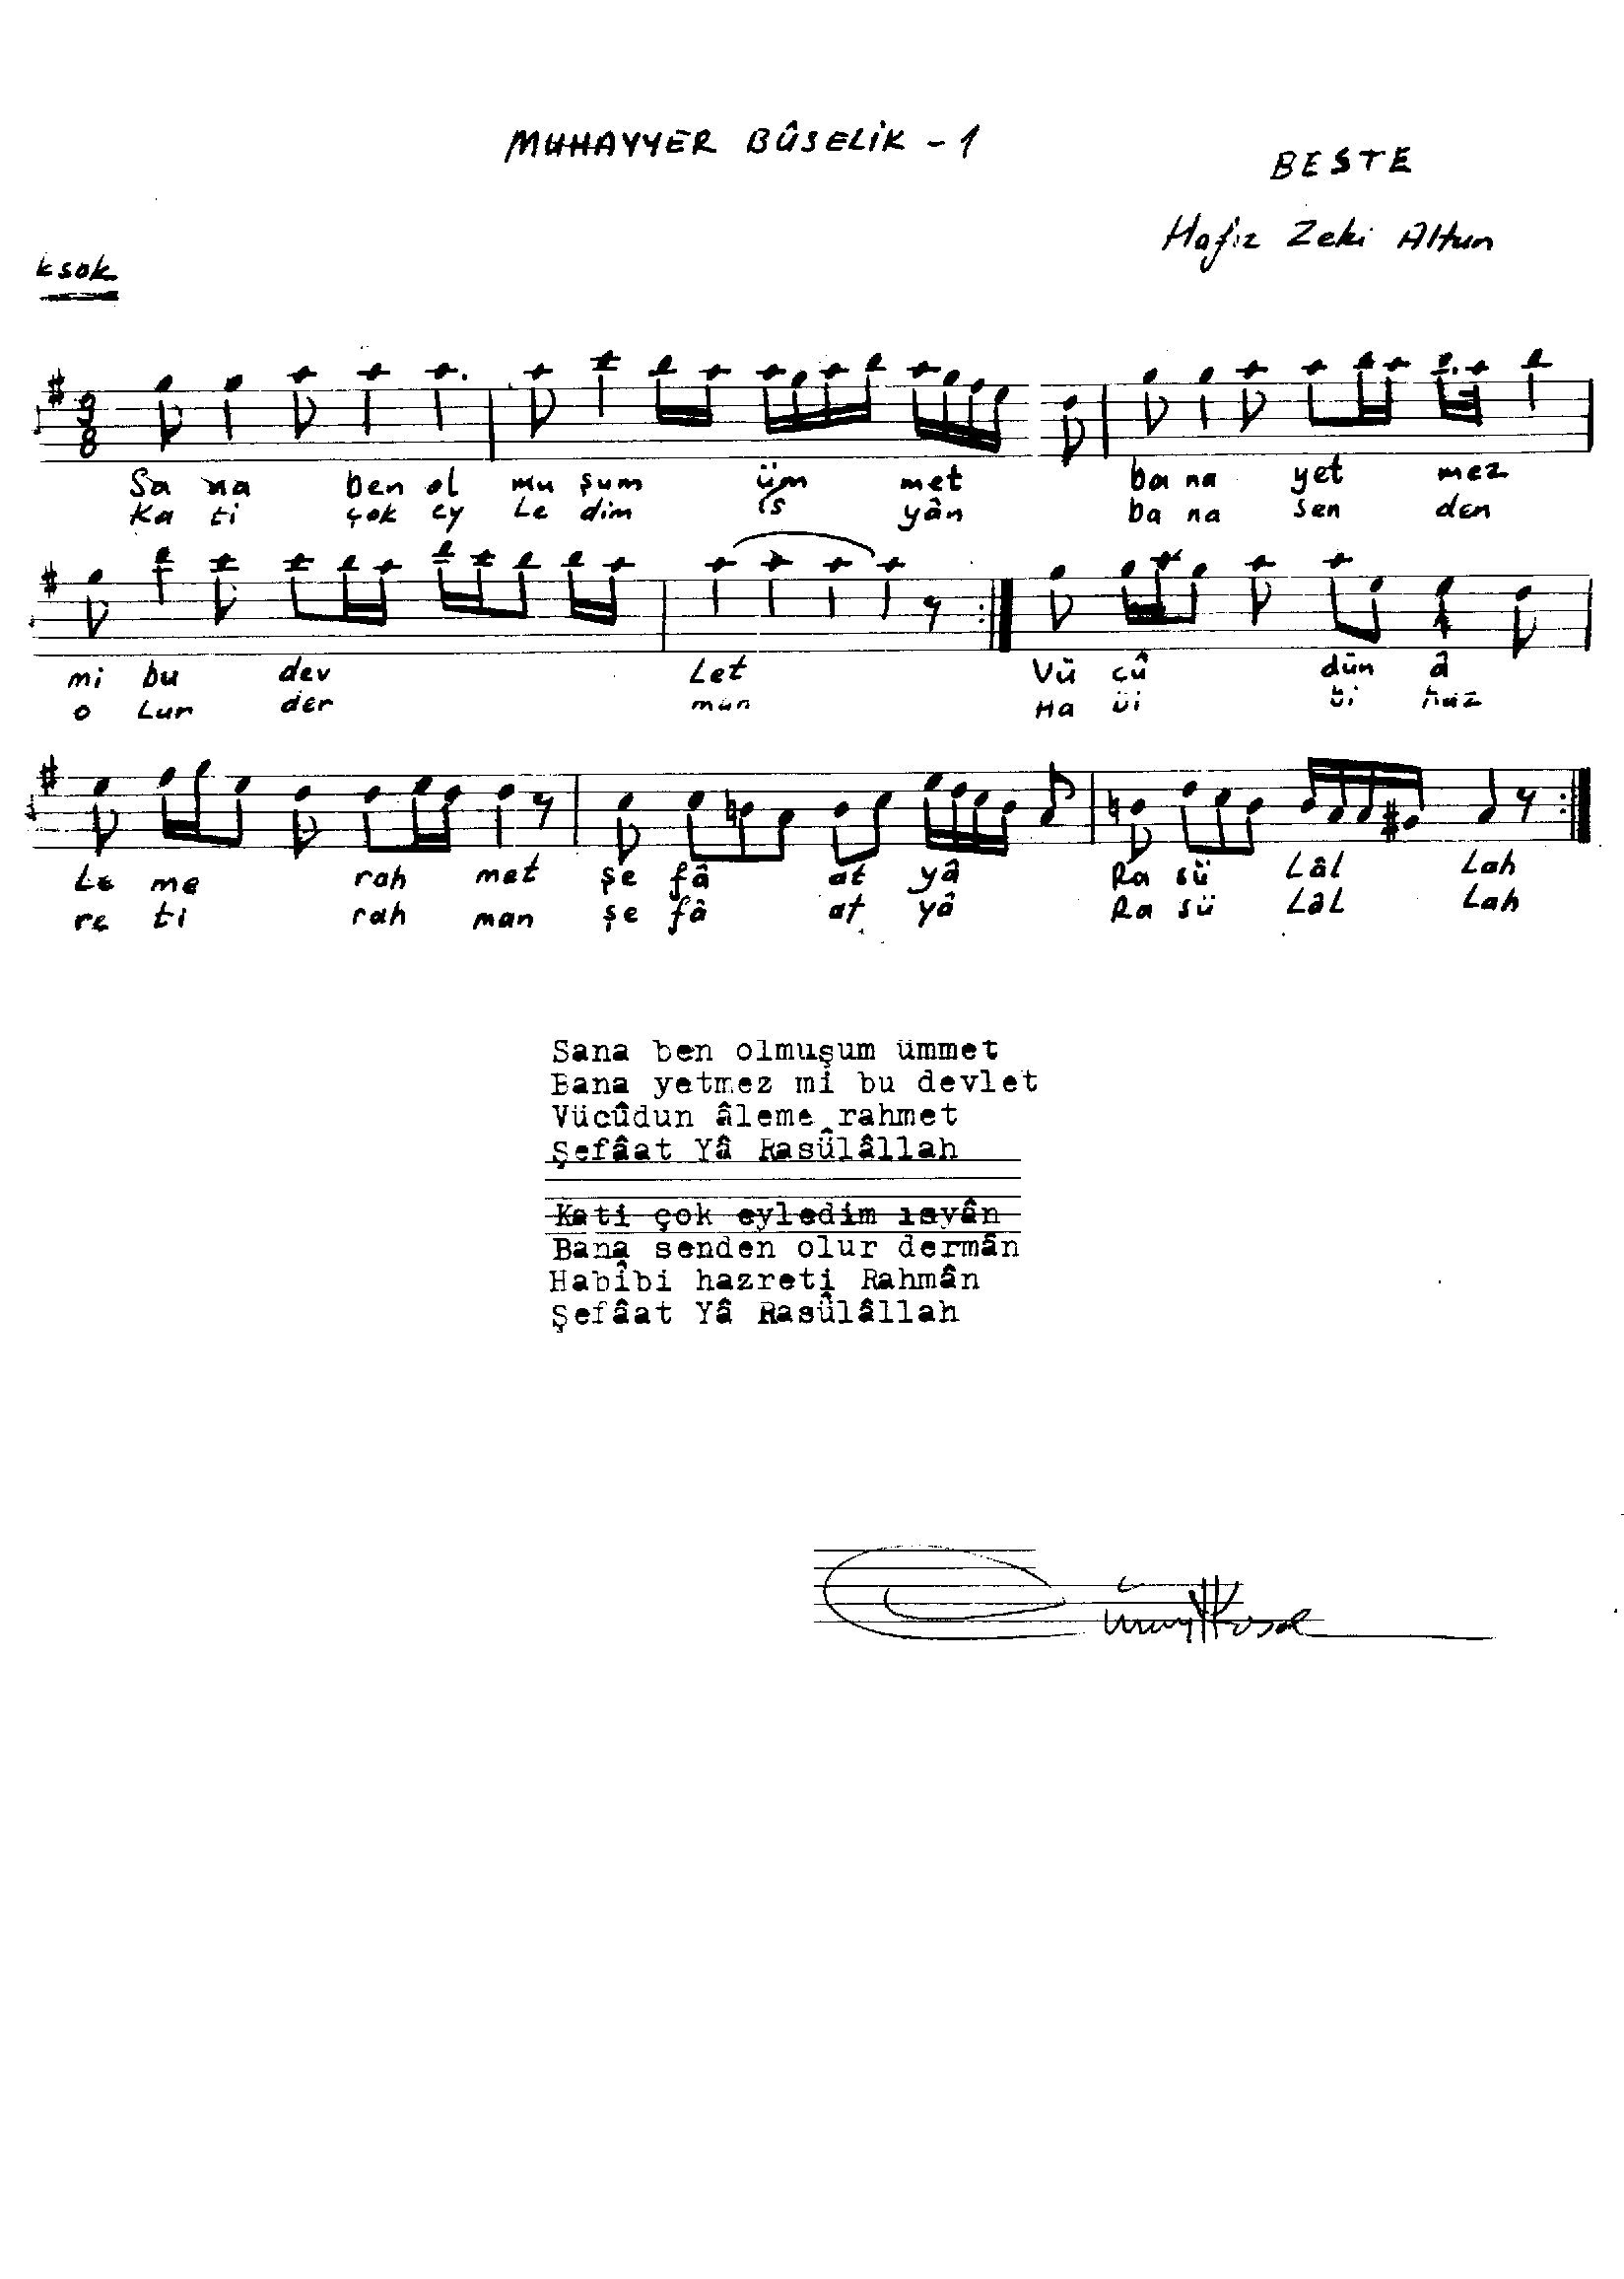 MUHAYYER BÛSELİK - 1
BESTE
Hafız Zeki Altun
9
8
Sa na ben ol mu şum üm met ba na yet mez
Ka ti çok ey Le dim is yân ba na sen den
mi bu dev Let Vü cû dün â
o Lur der man Ha bi bi haz
Le me rah met şe fâ at yâ Ra sü Lâl Lah
re ti rah man şe fâ at yâ Ra sü Lâl Lah
Sana ben olmuşum ümmet
Bana yetmez mi bu devlet
Vücûdun âleme rahmet
Şefâat Yâ Rasûlâllah
Kati çok eyledim ısyân
Bana senden olur dermân
Habîbi hazreti Rahmân
Şefâat Yâ Rasûlâllah